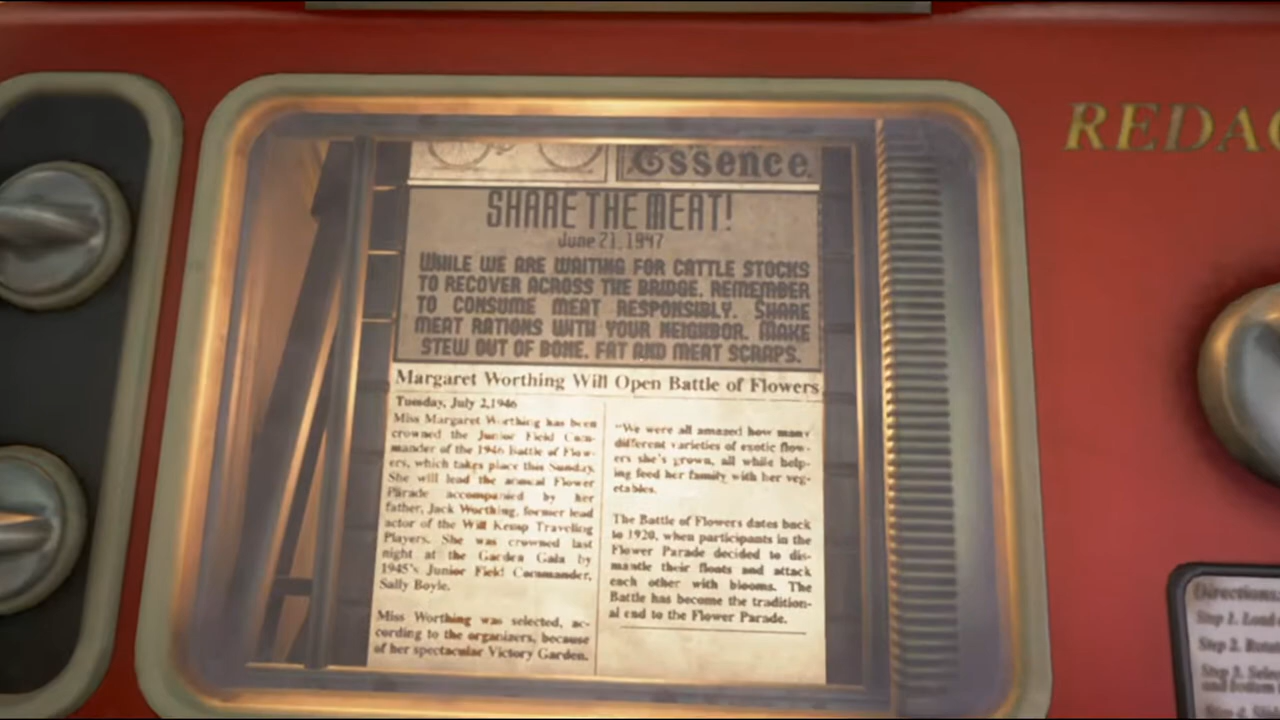 Essence
REDAC
SHARE THE MEAT!
June 21, 1947
WHILE WE ARE WAITING FOR CATTLE STOCKS
TO RECOVER ACROSS THE BRIDGE, REMEMBER
TO CONSUME MEAT RESPONSIBLY. SHARE
MEAT RATIONS WITH YOUR NEIGHBOR. MAKE
STEW OUT OF BONE, FAT AND MEAT SCRAPS.
Margaret Worthing Will Open Battle of Flowers
Tuesday, July 2,1946
Miss Margaret Worthing has been
crowned the Junior Field Com-
mander of the 1946 Battle of Flow-
ers, which takes place this Sunday.
She will lead the annual Flower
Parade accompanied by her
father, Jack Worthing, former lead
actor of the Will Kemp Traveling
Players. She was crowned last
night at the Garden Gala by
1945's Junior Field Commander,
Sally Boyle.
Miss Worthing was selected, ac-
cording to the organizers, because
of her spectacular Victory Garden.
"We were all amazed how many
different varieties of exotic flow-
ers she's grown, all while help-
ing feed her family with her veg-
etables.
The Battle of Flowers dates back
to 1920, when participants in the
Flower Parade decided to dis-
mantle their floats and attack
each other with blooms. The
Battle has become the tradition-
al end to the Flower Parade.
Directions
Step 1. Load
Step 2. Rota
Step 3. Sele
and bottom
Step 4. Slid